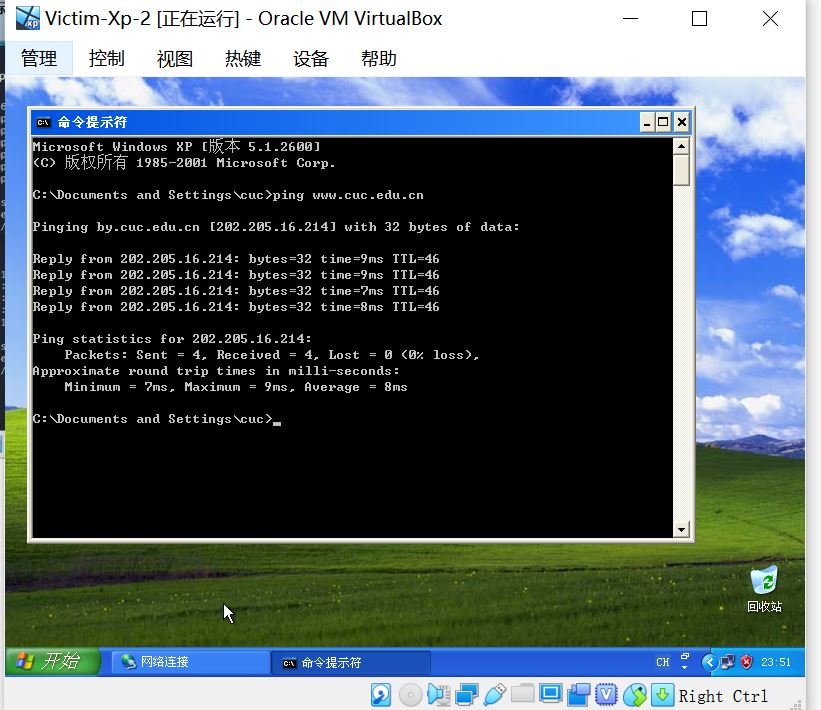 Victim-Xp-2 [正在运行] - Oracle VM VirtualBox
管理 控制 视图 热键 设备 帮助
命令提示符
Microsoft Windows XP [版本 5.1.2600]
(C) 版权所有 1985-2001 Microsoft Corp.
C:\Documents and Settings\cuc>ping www.cuc.edu.cn
Pinging by.cuc.edu.cn [202.205.16.214] with 32 bytes of data:
Reply from 202.205.16.214: bytes=32 time=9ms TTL=46
Reply from 202.205.16.214: bytes=32 time=9ms TTL=46
Reply from 202.205.16.214: bytes=32 time=7ms TTL=46
Reply from 202.205.16.214: bytes=32 time=8ms TTL=46
Ping statistics for 202.205.16.214:
Packets: Sent = 4, Received = 4, Lost = 0 (0% loss),
Approximate round trip times in milli-seconds:
Minimum = 7ms, Maximum = 9ms, Average = 8ms
C:\Documents and Settings\cuc>_
回收站
开始 网络连接 命令提示符 CH 23:51
Right Ctrl